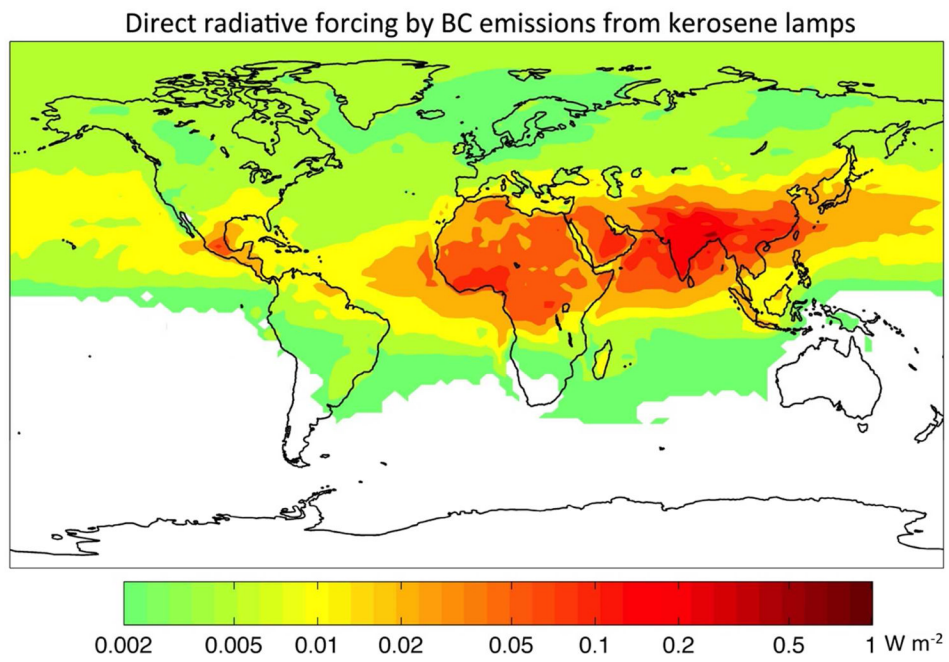 Direct radiative forcing by BC emissions from kerosene lamps
0.002 0.005 0.01 0.02 0.05 0.1 0.2 0.5 1 W m-2